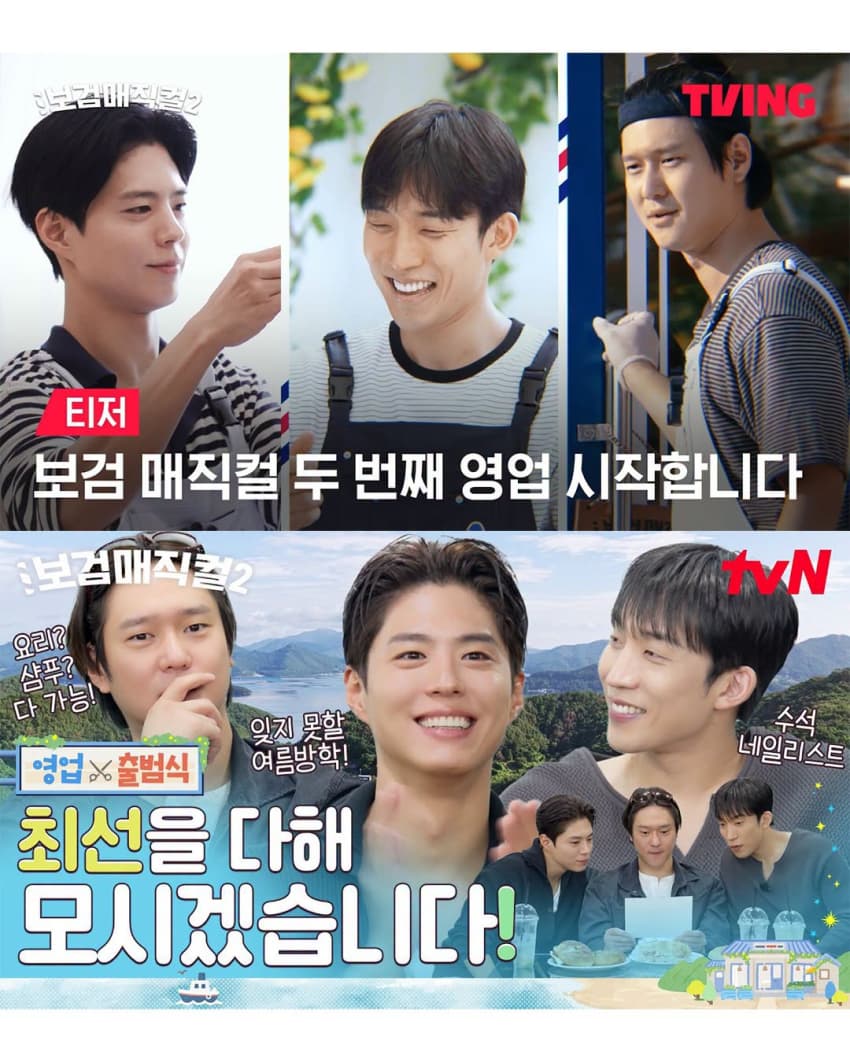 보검매직컬2
TVING
티저
보검 매직컬 두 번째 영업 시작합니다
보검매직컬2
tvN
요리?
샴푸?
다 가능!
잊지 못할
여름방학!
수석
네일리스트
영업 출범식
최선을 다해
모시겠습니다!